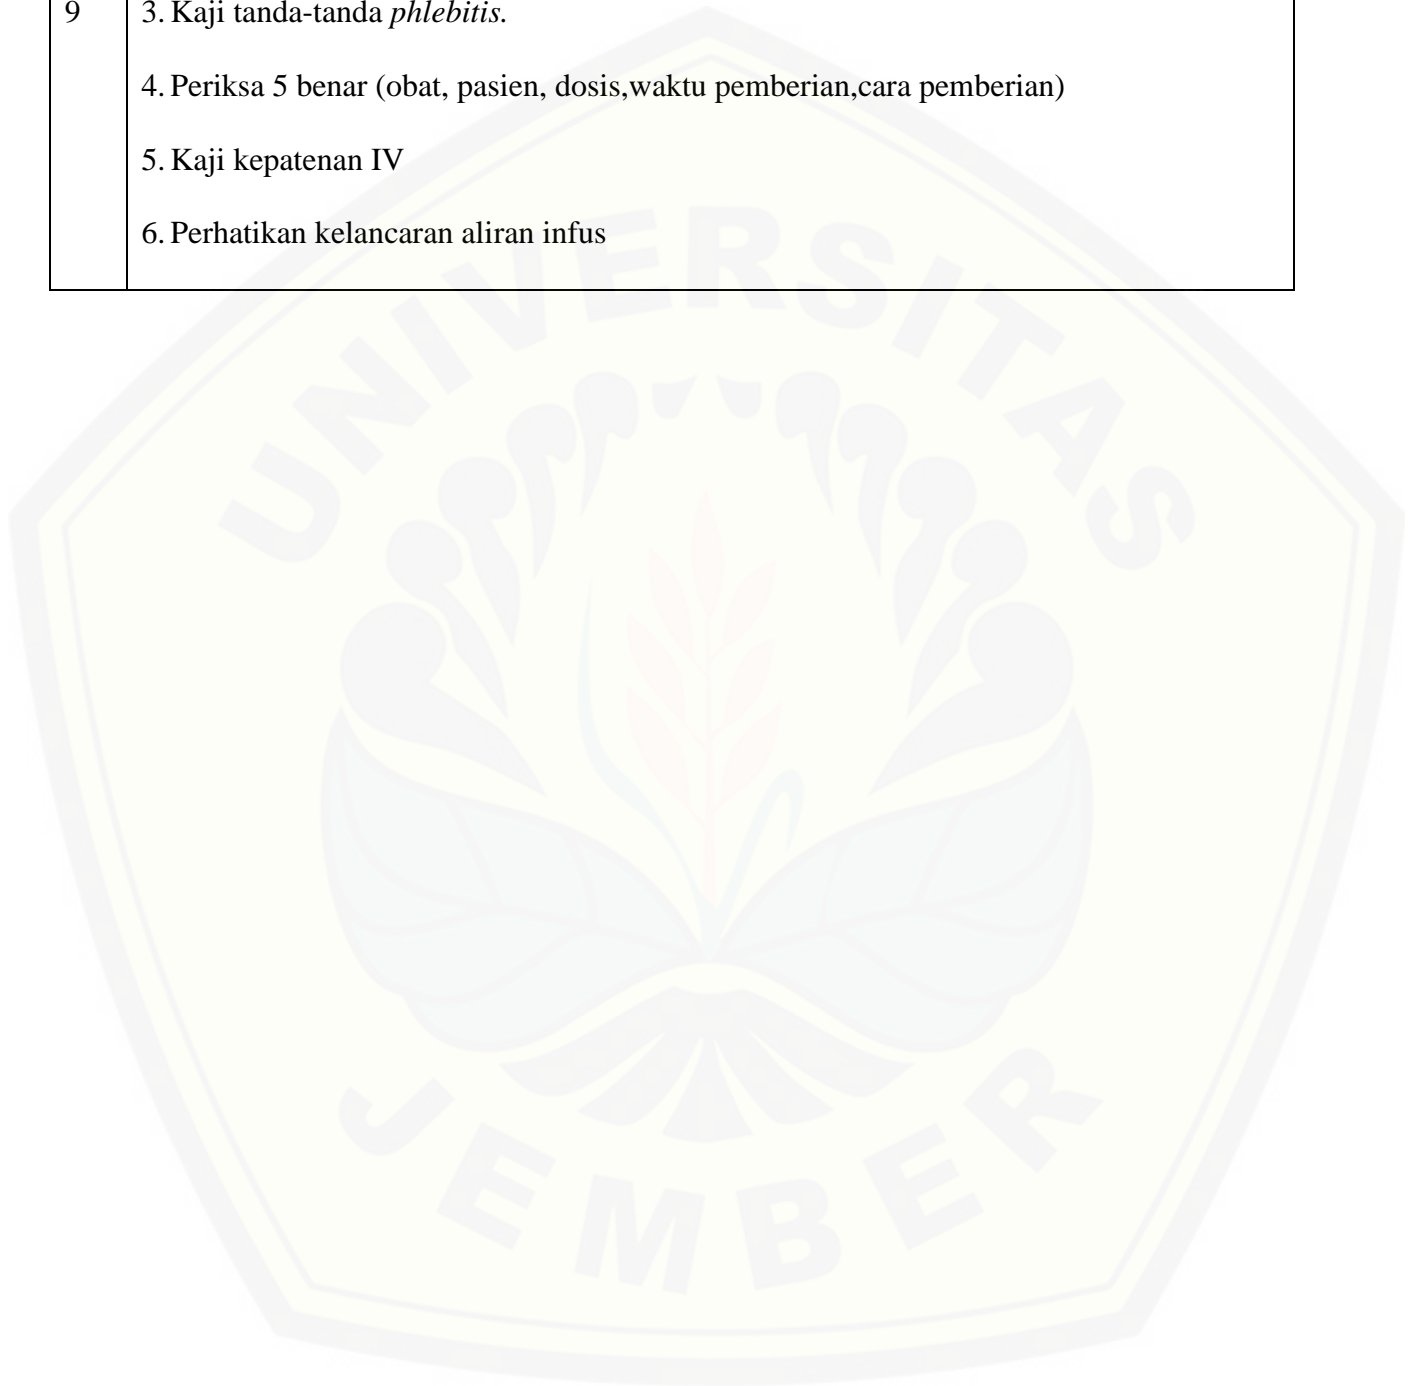 9 3. Kaji tanda-tanda phlebitis.
4. Periksa 5 benar (obat, pasien, dosis,waktu pemberian,cara pemberian)
5. Kaji kepatenan IV
6. Perhatikan kelancaran aliran infus
UNIVERSITAS
JEMBER